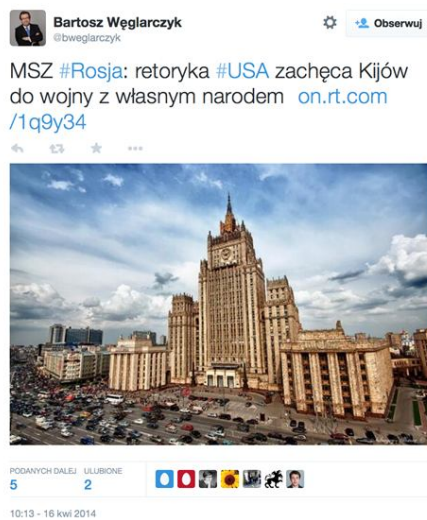 Bartosz Węglarczyk
@bweglarczyk
Obserwuj
MSZ #Rosja: retoryka #USA zachęca Kijów
do wojny z własnym narodem on.rt.com
/1q9y34
PODANYCH DALEJ ULUBIONE
5 2
10:13 - 16 kwi 2014